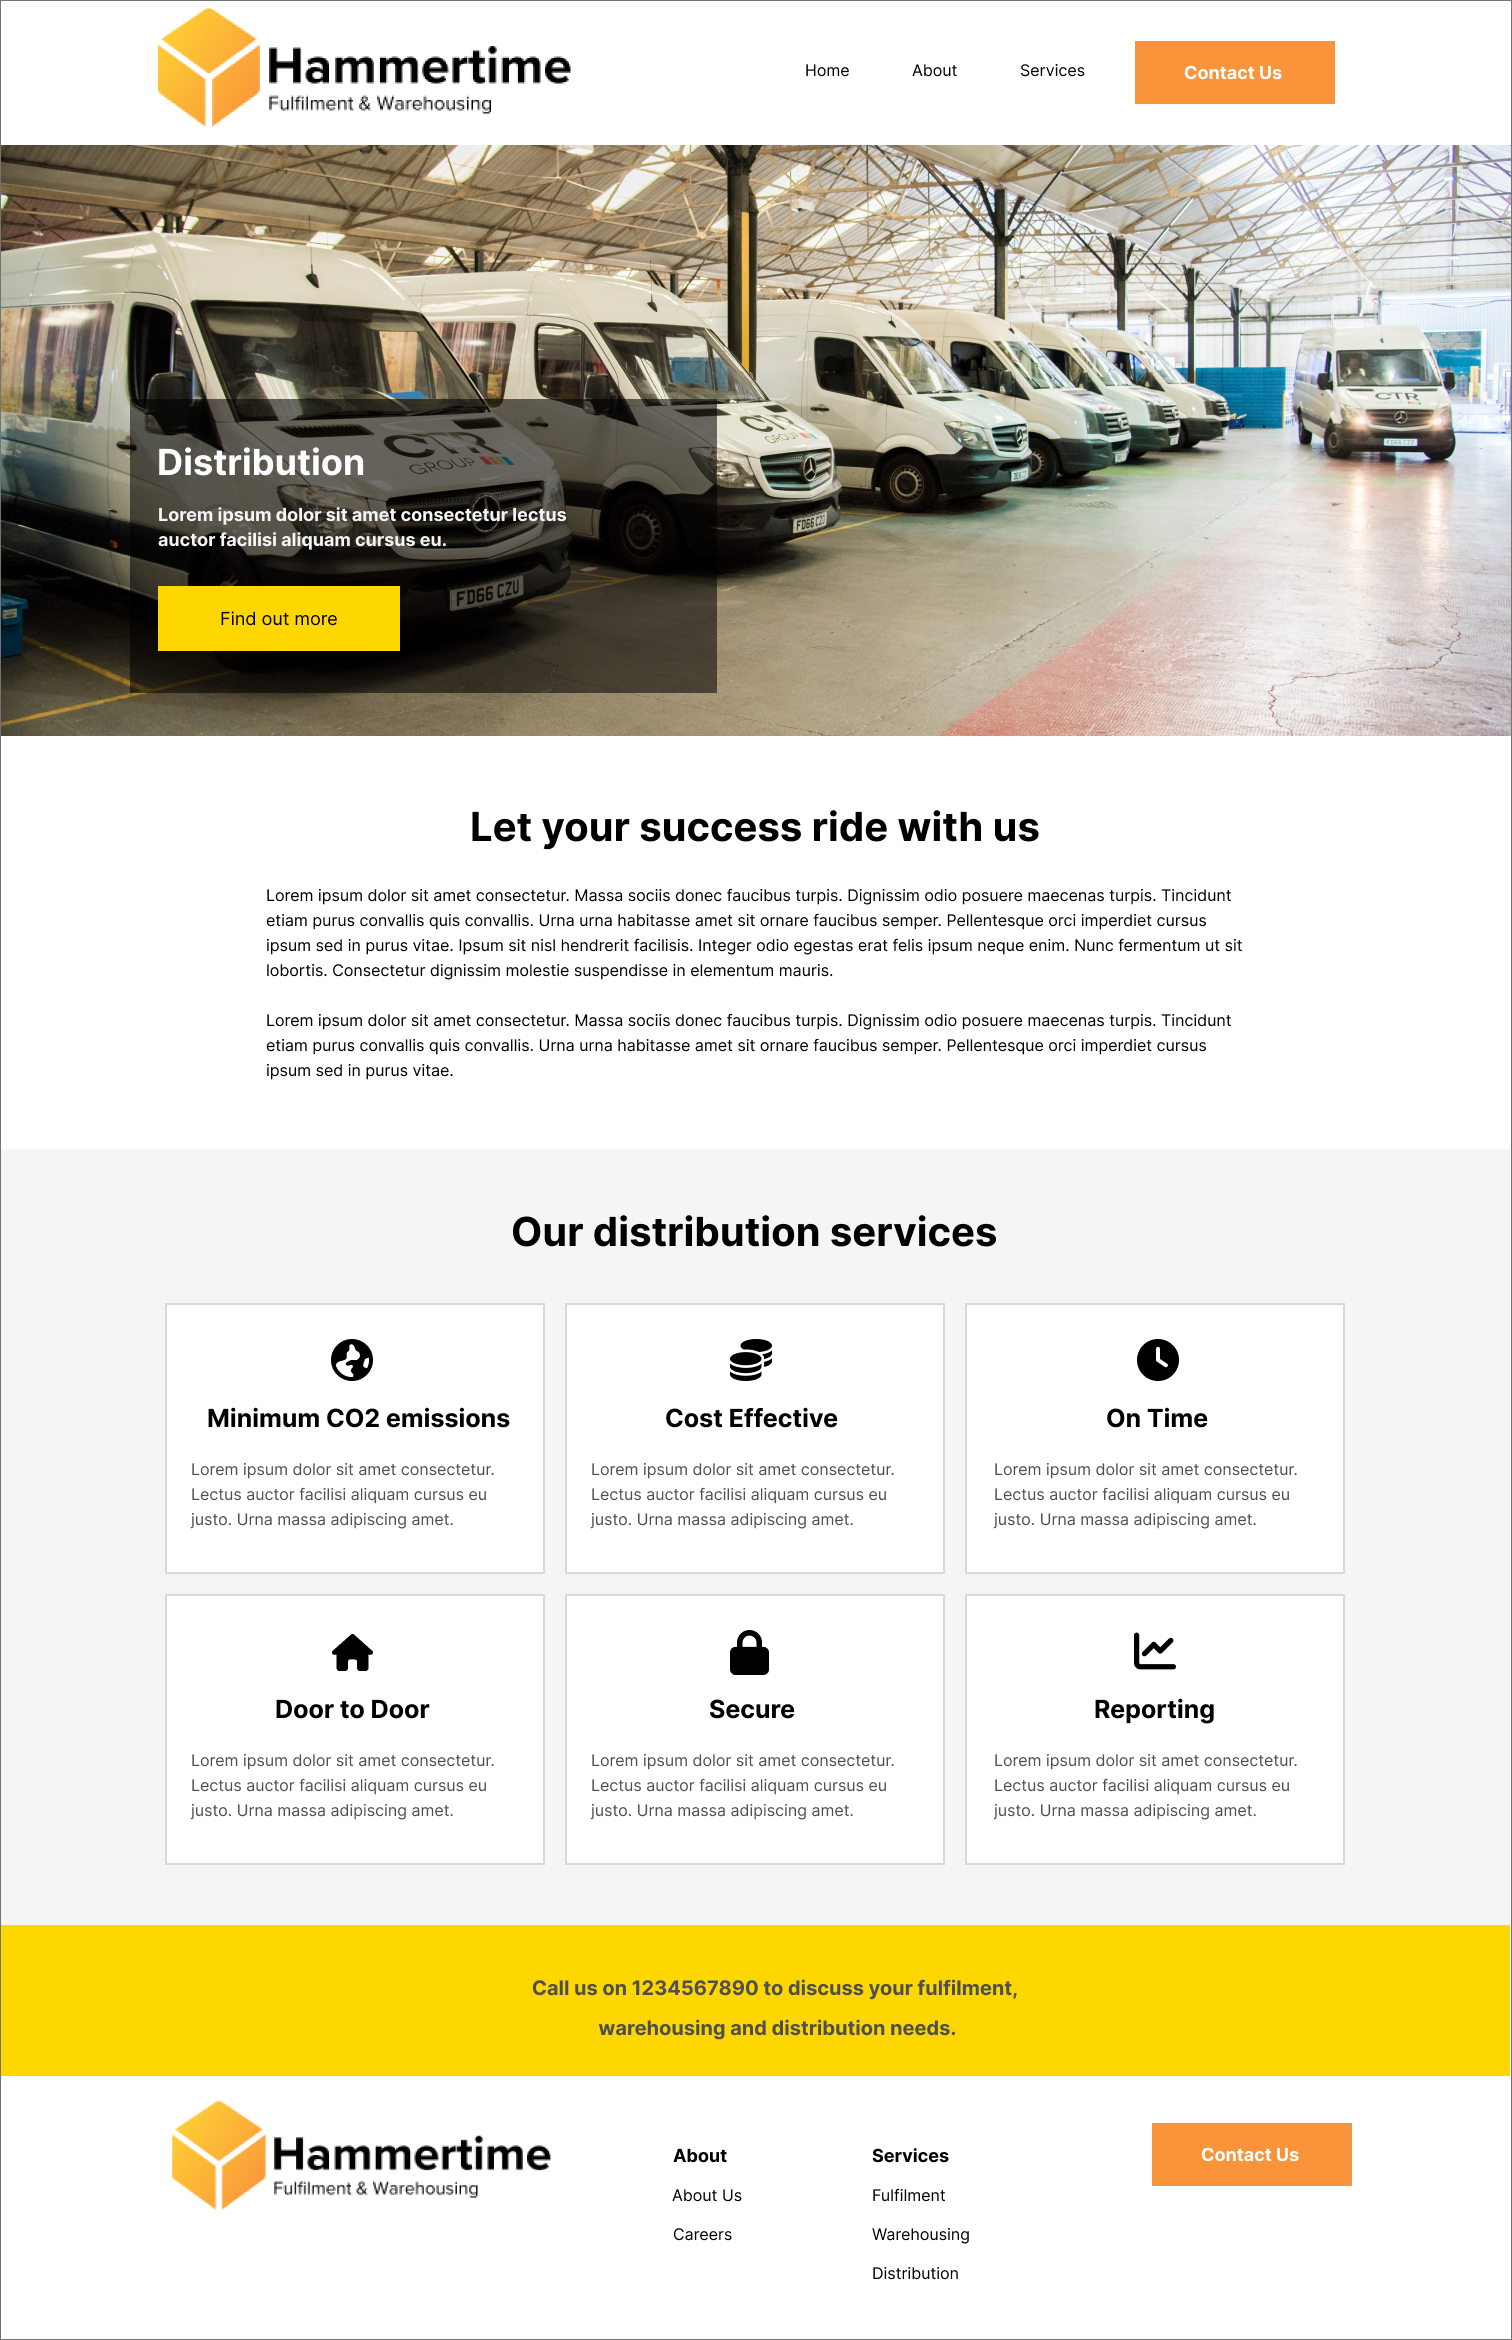 Hammertime
Fulfilment & Warehousing
Home
About
Services
Contact Us
CTR
GROUP
CTR
GROUP
CTR
FD66 CZU
Distribution
Lorem ipsum dolor sit amet consectetur lectus
auctor facilisi aliquam cursus eu.
Find out more
Let your success ride with us
Lorem ipsum dolor sit amet consectetur. Massa sociis donec faucibus turpis. Dignissim odio posuere maecenas turpis. Tincidunt
etiam purus convallis quis convallis. Urna urna habitasse amet sit ornare faucibus semper. Pellentesque orci imperdiet cursus
ipsum sed in purus vitae. Ipsum sit nisl hendrerit facilisis. Integer odio egestas erat felis ipsum neque enim. Nunc fermentum ut sit
lobortis. Consectetur dignissim molestie suspendisse in elementum mauris.
Lorem ipsum dolor sit amet consectetur. Massa sociis donec faucibus turpis. Dignissim odio posuere maecenas turpis. Tincidunt
etiam purus convallis quis convallis. Urna urna habitasse amet sit ornare faucibus semper. Pellentesque orci imperdiet cursus
ipsum sed in purus vitae.
Our distribution services
Minimum CO2 emissions
Lorem ipsum dolor sit amet consectetur.
Lectus auctor facilisi aliquam cursus eu
justo. Urna massa adipiscing amet.
Cost Effective
Lorem ipsum dolor sit amet consectetur.
Lectus auctor facilisi aliquam cursus eu
justo. Urna massa adipiscing amet.
On Time
Lorem ipsum dolor sit amet consectetur.
Lectus auctor facilisi aliquam cursus eu
justo. Urna massa adipiscing amet.
Door to Door
Lorem ipsum dolor sit amet consectetur.
Lectus auctor facilisi aliquam cursus eu
justo. Urna massa adipiscing amet.
Secure
Lorem ipsum dolor sit amet consectetur.
Lectus auctor facilisi aliquam cursus eu
justo. Urna massa adipiscing amet.
Reporting
Lorem ipsum dolor sit amet consectetur.
Lectus auctor facilisi aliquam cursus eu
justo. Urna massa adipiscing amet.
Call us on 1234567890 to discuss your fulfilment,
warehousing and distribution needs.
Hammertime
Fulfilment & Warehousing
About
About Us
Careers
Services
Fulfilment
Warehousing
Distribution
Contact Us